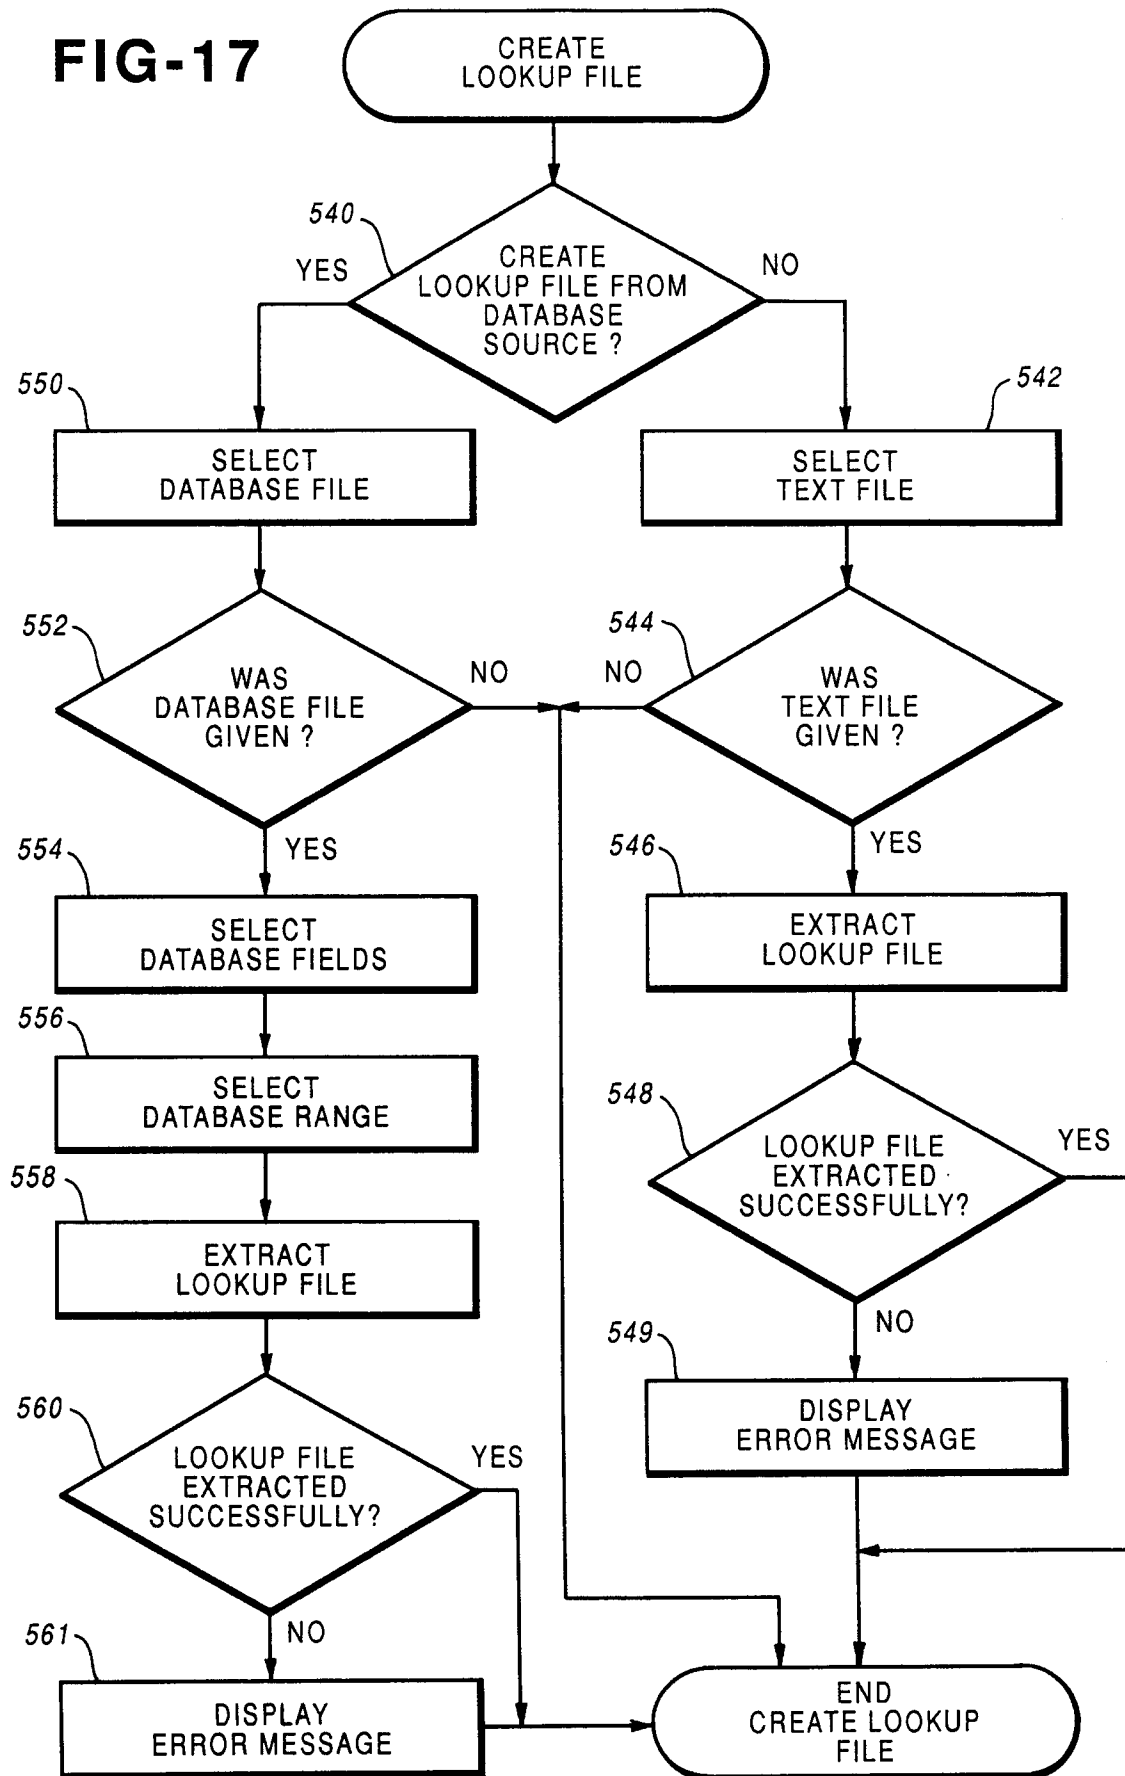 FIG-17
CREATE
LOOKUP FILE
540
YES
CREATE
LOOKUP FILE FROM
DATABASE
SOURCE ?
NO
550
SELECT
DATABASE FILE
542
SELECT
TEXT FILE
552
WAS
DATABASE FILE
GIVEN ?
NO
YES
544
NO
WAS
TEXT FILE
GIVEN ?
YES
554
SELECT
DATABASE FIELDS
546
EXTRACT
LOOKUP FILE
556
SELECT
DATABASE RANGE
548
LOOKUP FILE
EXTRACTED
SUCCESSFULLY?
YES
NO
558
EXTRACT
LOOKUP FILE
549
DISPLAY
ERROR MESSAGE
560
LOOKUP FILE
EXTRACTED
SUCCESSFULLY?
YES
NO
561
DISPLAY
ERROR MESSAGE
END
CREATE LOOKUP
FILE